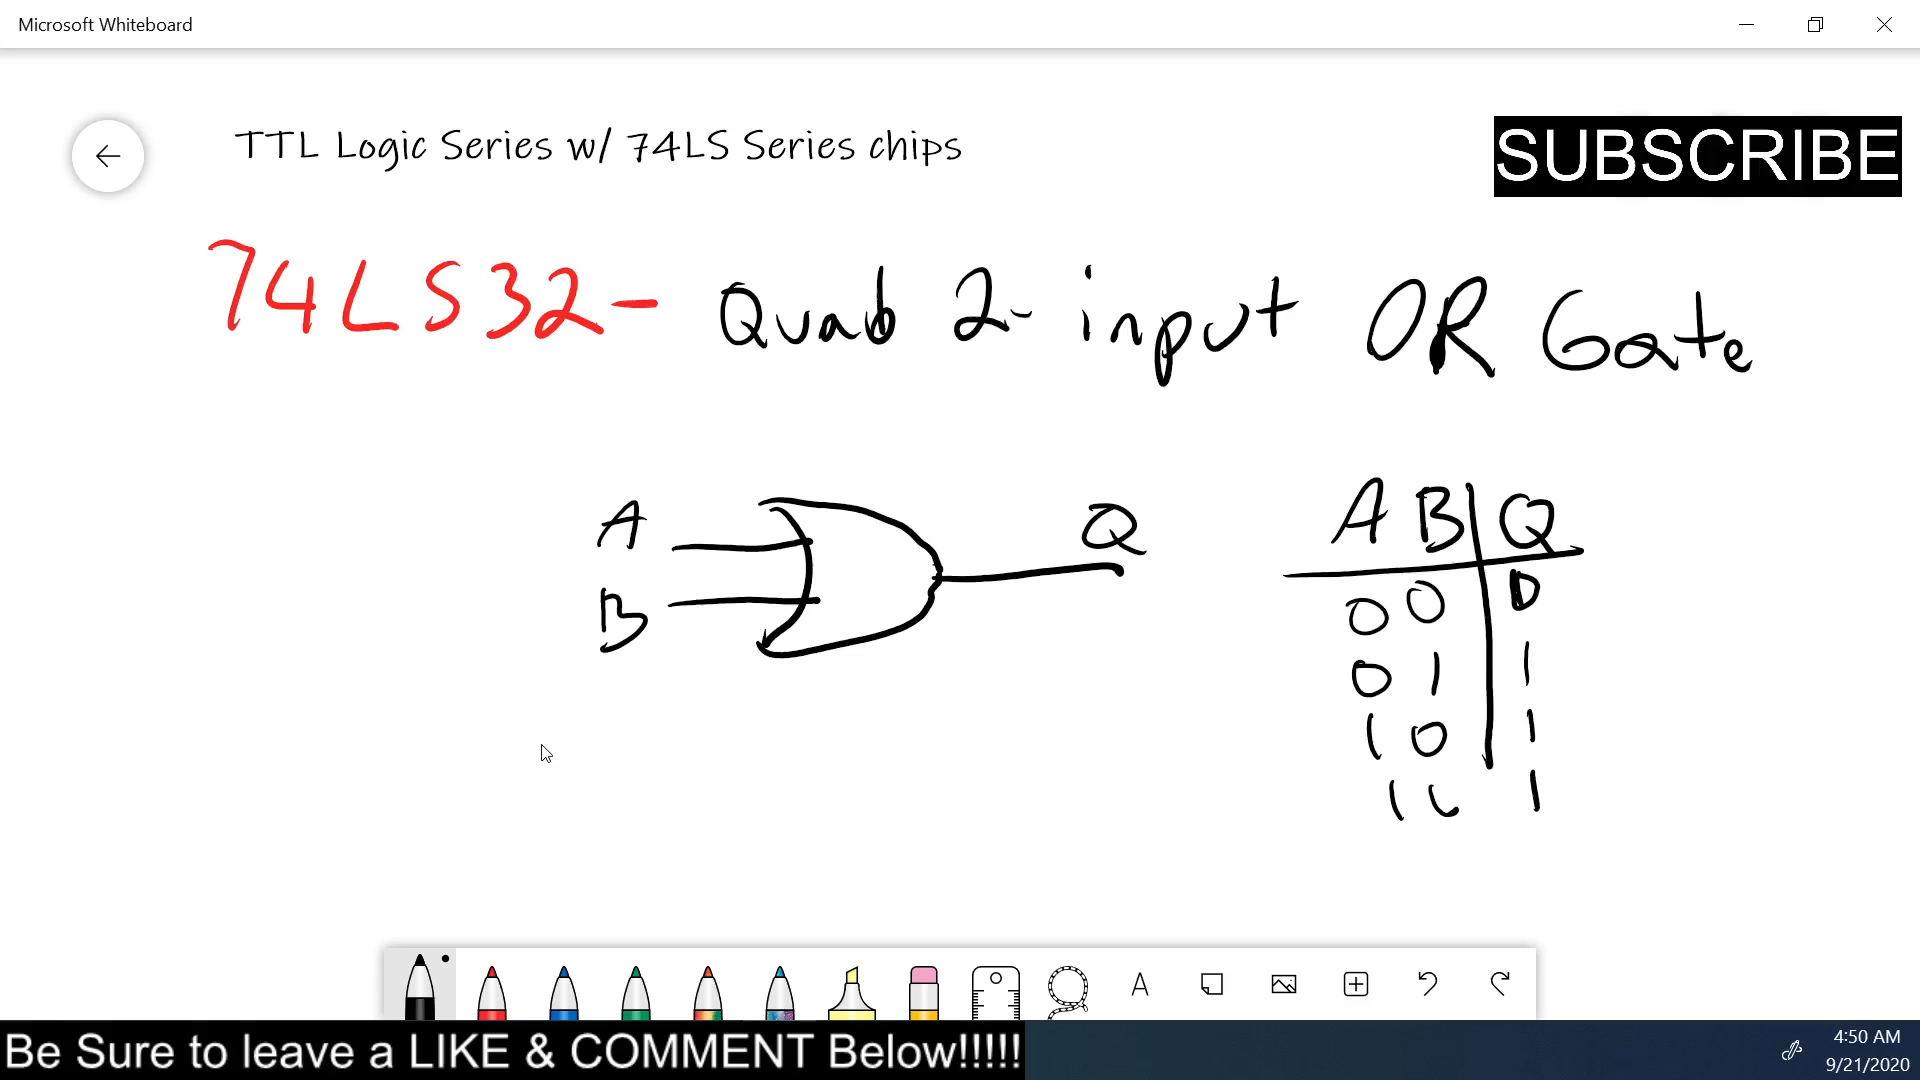 Microsoft Whiteboard
TTL Logic Series w/ 74LS Series chips
SUBSCRIBE
74LS32- Quad 2-input OR Gate
A
B
Q
A B Q
0 0 0
0 1 1
1 0 1
1 1 1
A
Be Sure to leave a LIKE & COMMENT Below!!!!!
4:50 AM
9/21/2020